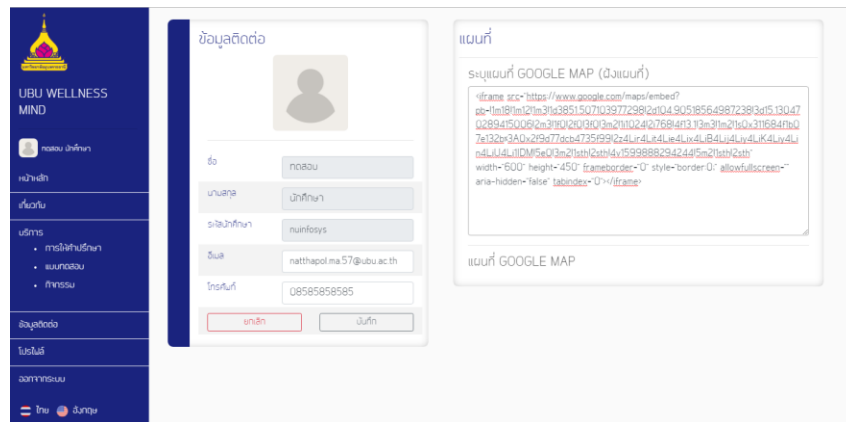 UBU WELLNESS
MIND
ทดสอบ นักศึกษา
หน้าหลัก
เกี่ยวกับ
บริการ
การให้คำปรึกษา
แบบทดสอบ
กิจกรรม
ข้อมูลติดต่อ
โปรไฟล์
ออกจากระบบ
ไทย อังกฤษ
ข้อมูลติดต่อ
ชื่อ ทดสอบ
นามสกุล นักศึกษา
รหัสนักศึกษา nuinfosys
อีเมล natthapol.ma.57@ubu.ac.th
โทรศัพท์ 08585858585
ยกเลิก บันทึก
แผนที่
ระบุแผนที่ GOOGLE MAP (ฝังแผนที่)
<iframe src="https://www.google.com/maps/embed?
width="600" height="450" frameborder="0" style="border:0;" allowfullscreen=""
aria-hidden="false" tabindex="0"></iframe>
แผนที่ GOOGLE MAP